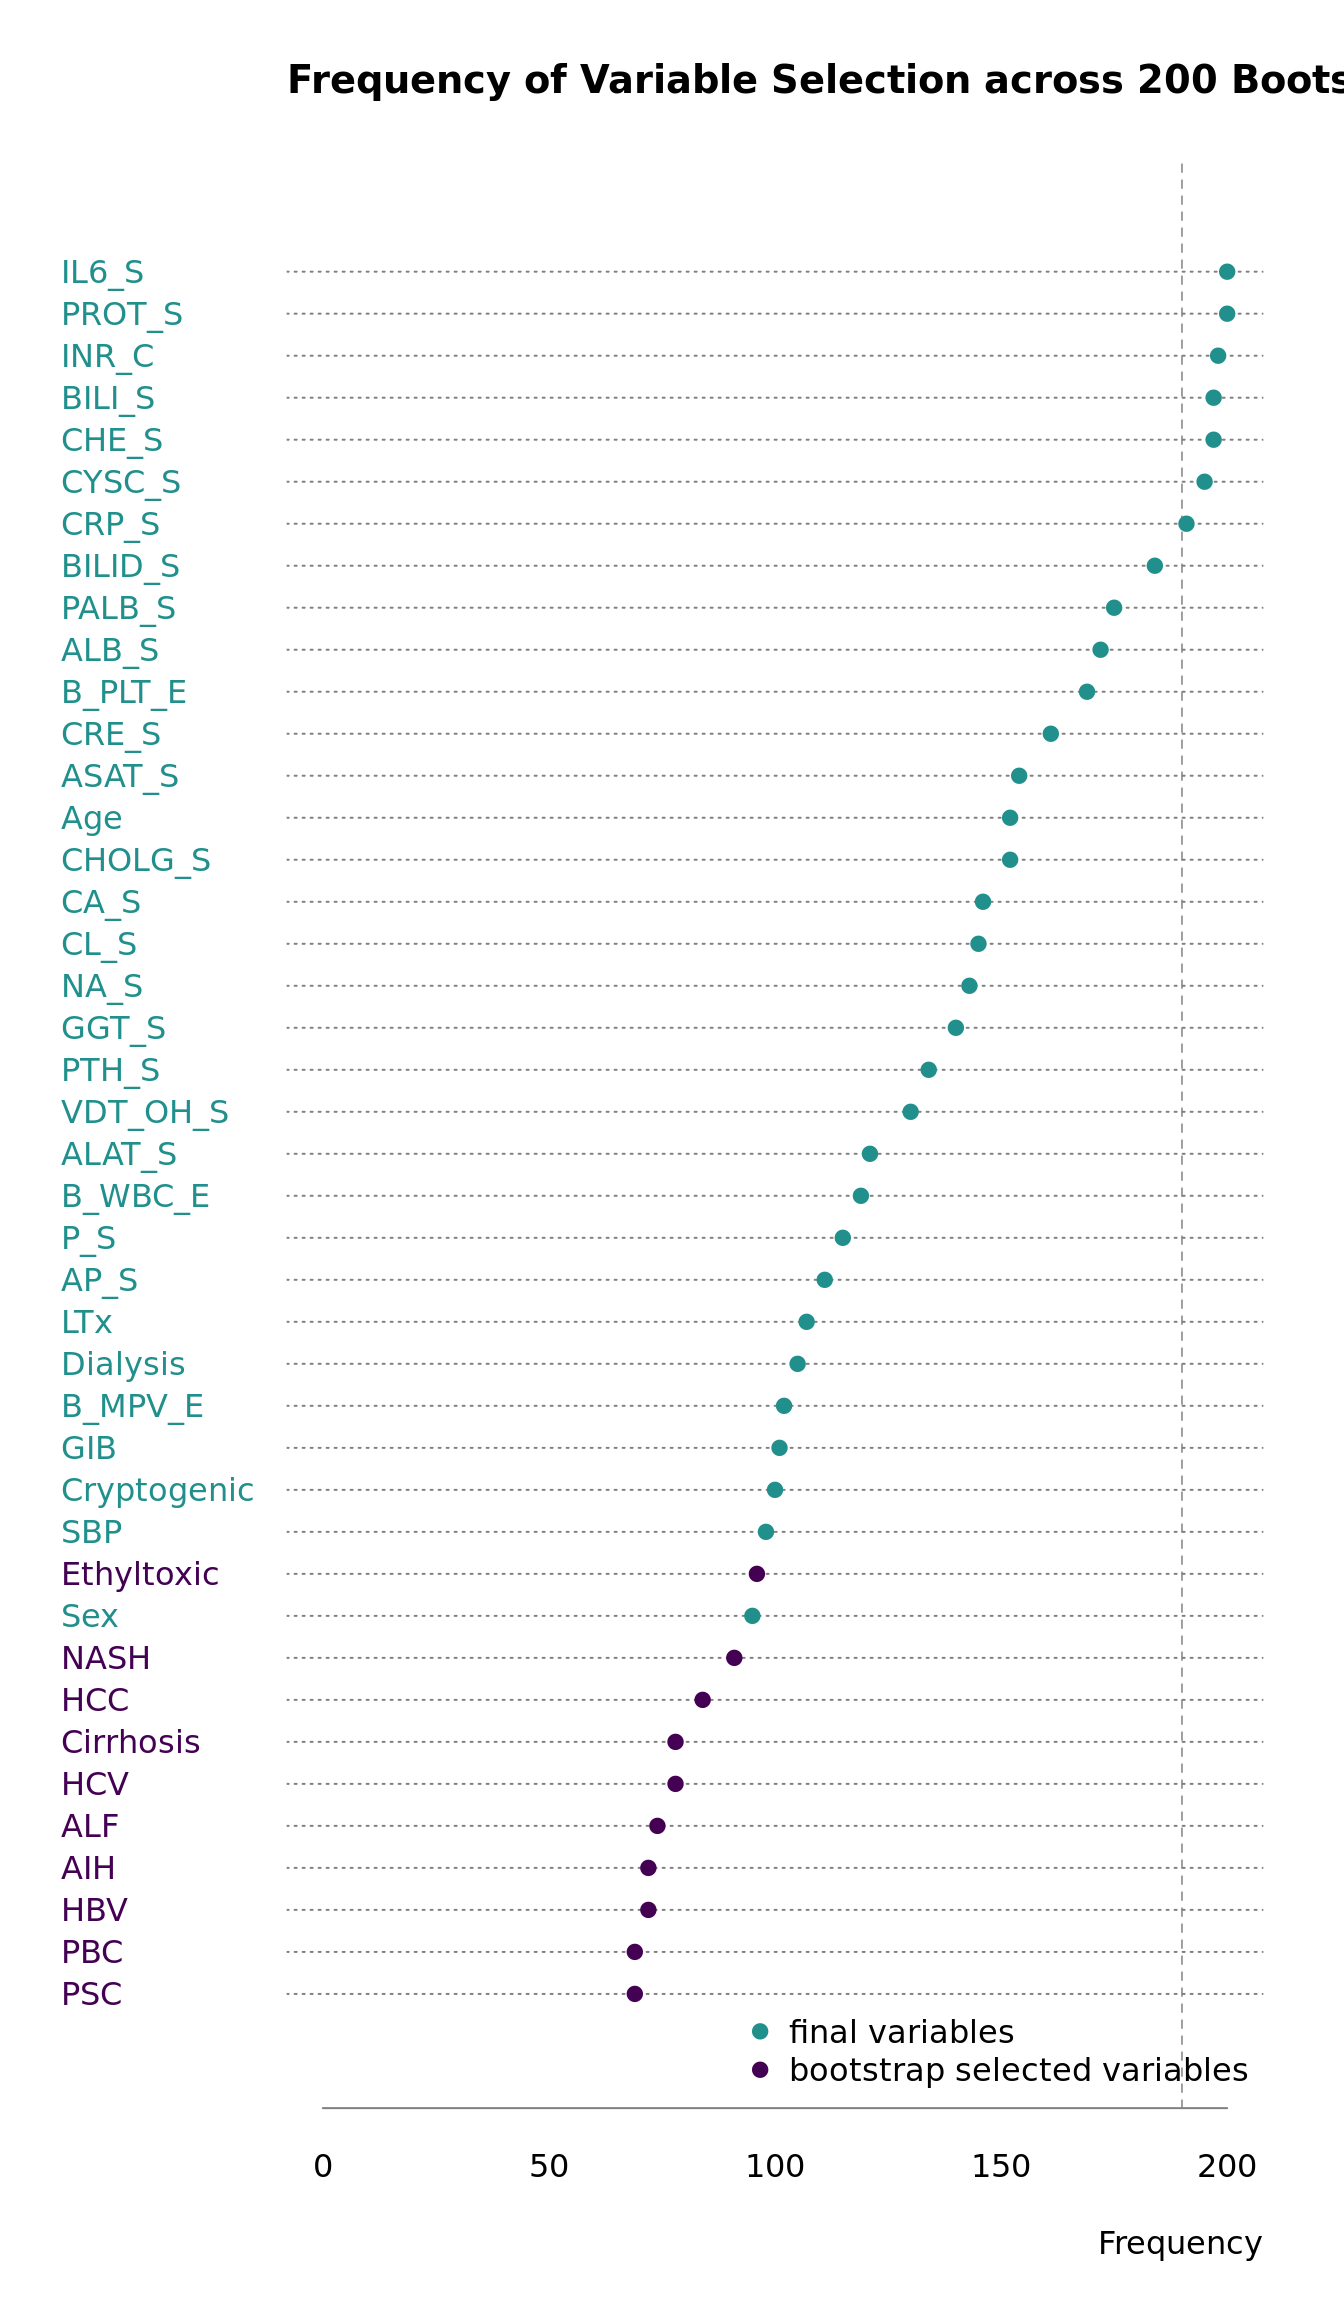 Frequency of Variable Selection across 200 Boots
IL6_S
PROT_S
INR_C
BILI_S
CHE_S
CYSC_S
CRP_S
BILID_S
PALB_S
ALB_S
B_PLT_E
CRE_S
ASAT_S
Age
CHOLG_S
CA_S
CL_S
NA_S
GGT_S
PTH_S
VDT_OH_S
ALAT_S
B_WBC_E
P_S
AP_S
LTx
Dialysis
B_MPV_E
GIB
Cryptogenic
SBP
Ethyltoxic
Sex
NASH
HCC
Cirrhosis
HCV
ALF
AIH
HBV
PBC
PSC
final variables
bootstrap selected variables
0 50 100 150 200
Frequency